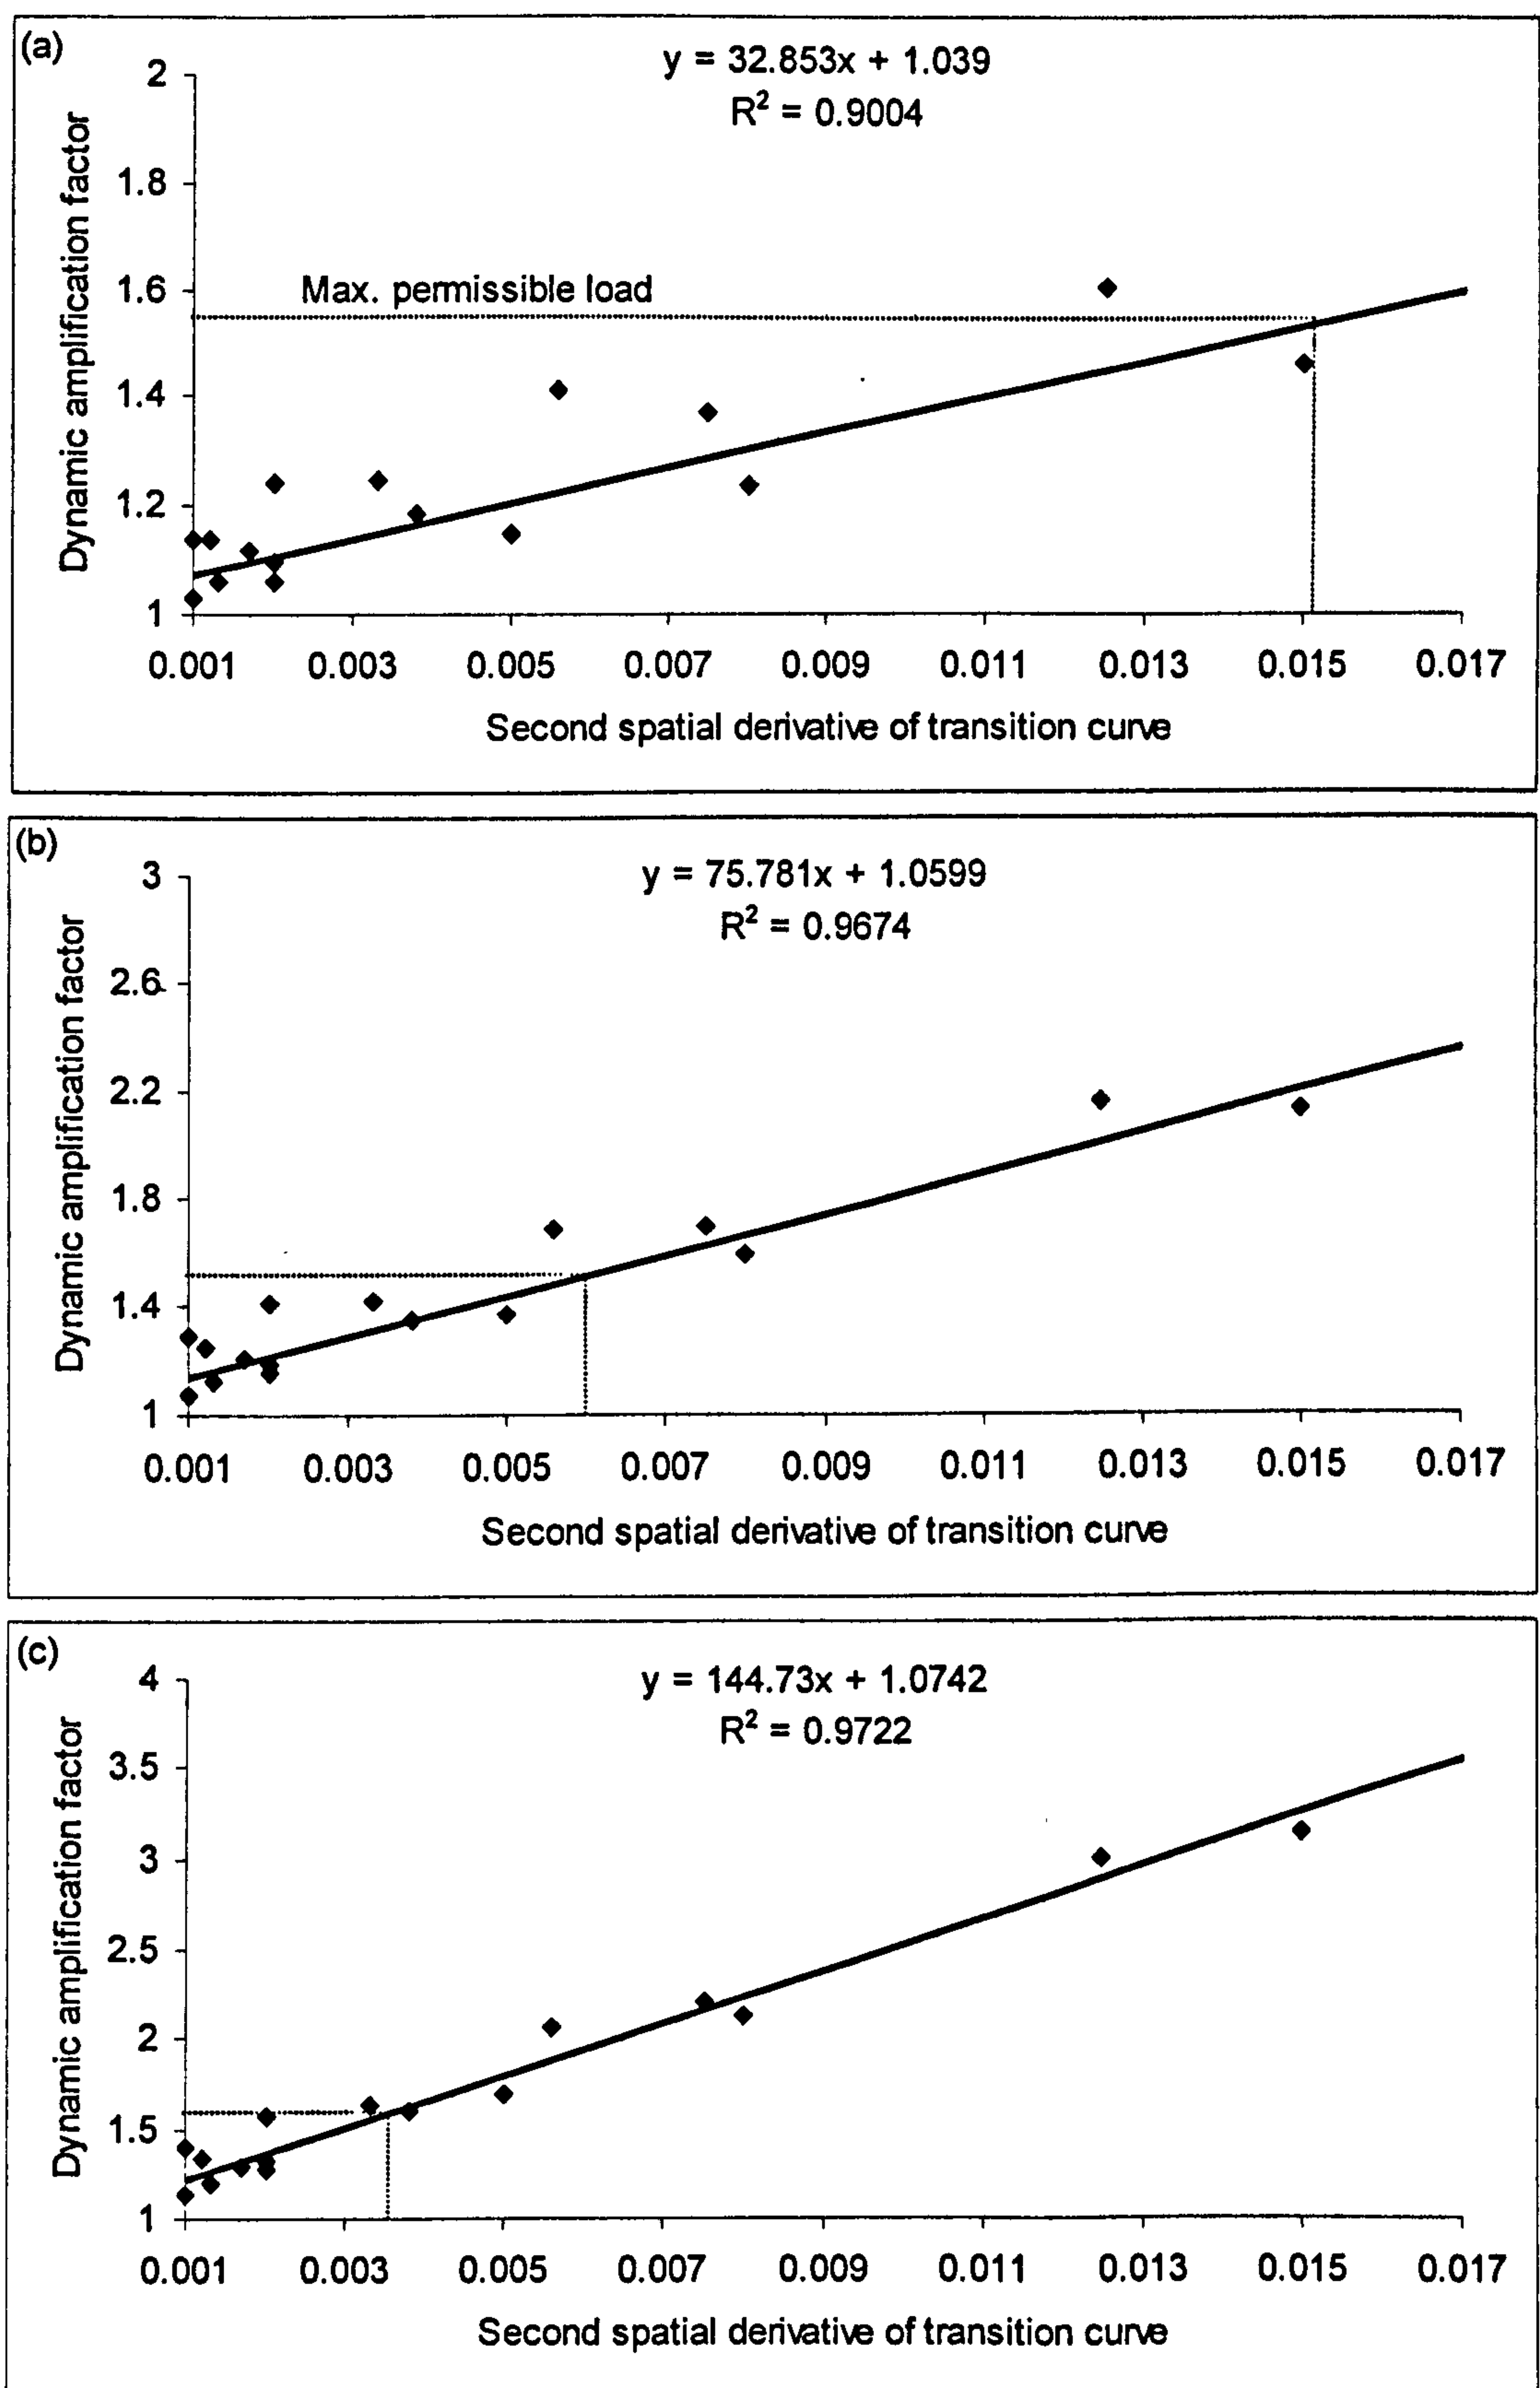 (a)
y = 32.853x + 1.039
R² = 0.9004
Dynamic amplification factor
2
1.8
1.6
1.4
1.2
1
Max. permissible load
0.001 0.003 0.005 0.007 0.009 0.011 0.013 0.015 0.017
Second spatial derivative of transition curve
(b)
y = 75.781x + 1.0599
R² = 0.9674
Dynamic amplification factor
3
2.6
2.2
1.8
1.4
1
0.001 0.003 0.005 0.007 0.009 0.011 0.013 0.015 0.017
Second spatial derivative of transition curve
(c)
y = 144.73x + 1.0742
R² = 0.9722
Dynamic amplification factor
4
3.5
3
2.5
2
1.5
1
0.001 0.003 0.005 0.007 0.009 0.011 0.013 0.015 0.017
Second spatial derivative of transition curve